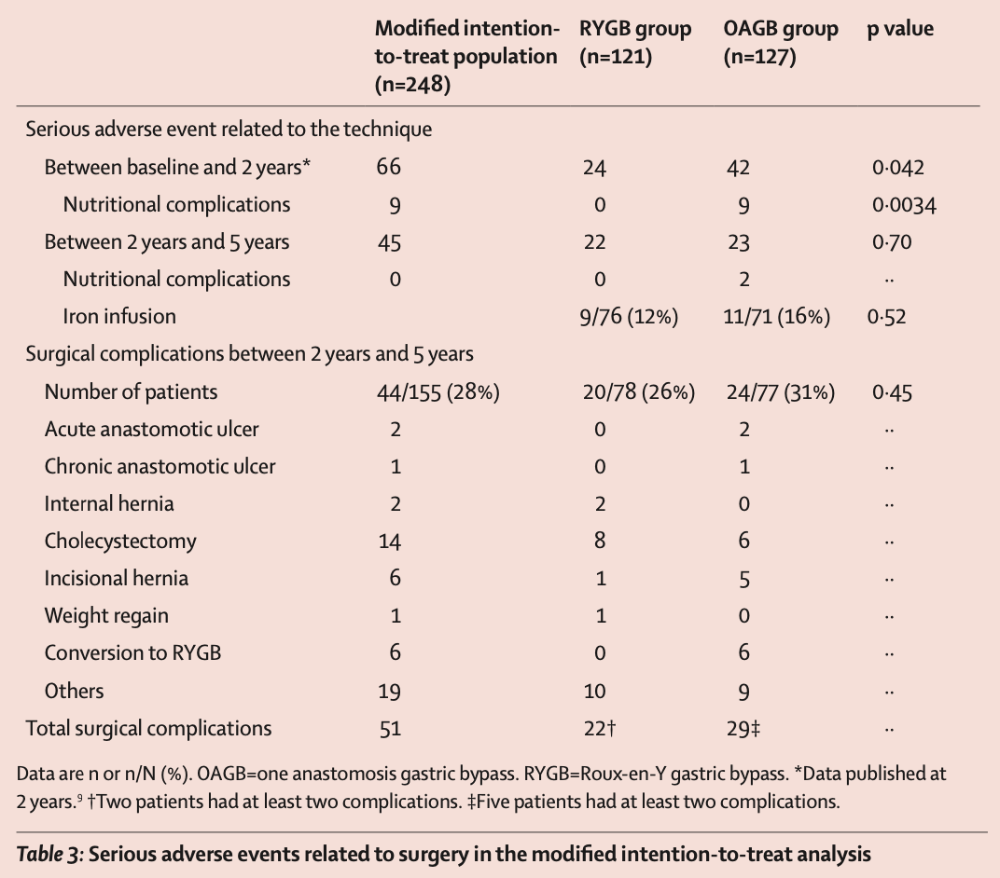 Modified intention- RYGB group OAGB group p value
to-treat population (n=121) (n=127)
(n=248)
Serious adverse event related to the technique
Between baseline and 2 years* 66 24 42 0·042
Nutritional complications 9 0 9 0·0034
Between 2 years and 5 years 45 22 23 0·70
Nutritional complications 0 0 2 ··
Iron infusion 9/76 (12%) 11/71 (16%) 0·52
Surgical complications between 2 years and 5 years
Number of patients 44/155 (28%) 20/78 (26%) 24/77 (31%) 0·45
Acute anastomotic ulcer 2 0 2 ··
Chronic anastomotic ulcer 1 0 1 ··
Internal hernia 2 2 0 ··
Cholecystectomy 14 8 6 ··
Incisional hernia 6 1 5 ··
Weight regain 1 1 0 ··
Conversion to RYGB 6 0 6 ··
Others 19 10 9 ··
Total surgical complications 51 22† 29‡ ··
Data are n or n/N (%). OAGB=one anastomosis gastric bypass. RYGB=Roux-en-Y gastric bypass. *Data published at
2 years.⁹ †Two patients had at least two complications. ‡Five patients had at least two complications.
Table 3: Serious adverse events related to surgery in the modified intention-to-treat analysis